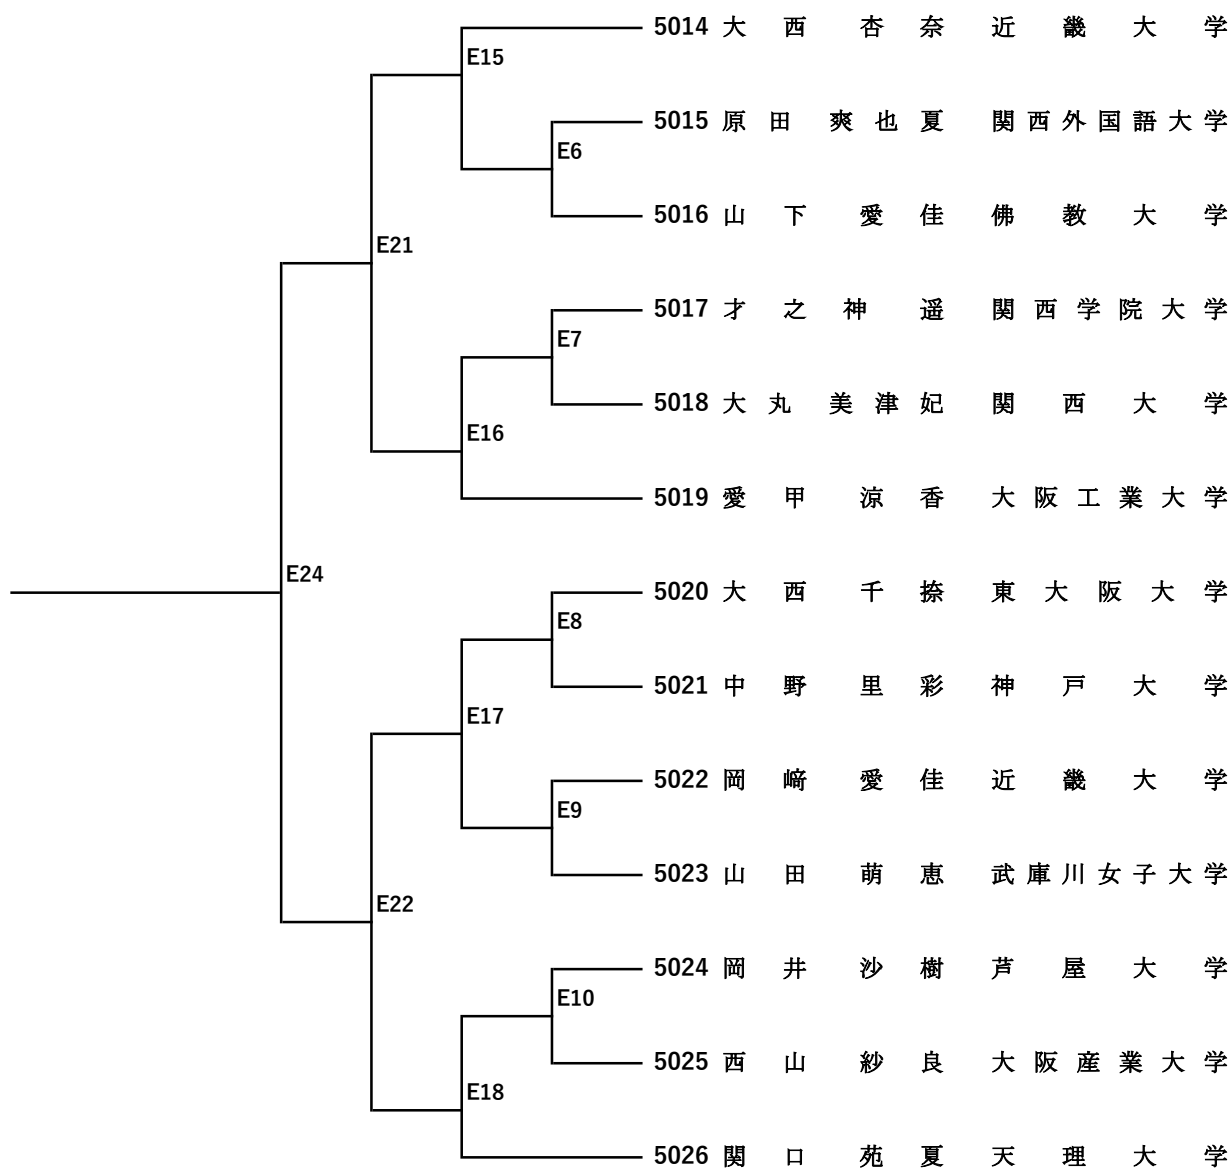 5014 大西 杏奈 近畿大学
E15
5015 原田 爽也夏 関西外国語大学
E6
5016 山下 愛佳 佛教大学
E21
5017 才之神 遥 関西学院大学
E7
5018 大丸 美津妃 関西大学
E16
5019 愛甲 涼香 大阪工業大学
E24
5020 大西 千捺 東大阪大学
E8
5021 中野 里彩 神戸大学
E17
5022 岡﨑 愛佳 近畿大学
E9
5023 山田 萌恵 武庫川女子大学
E22
5024 岡井 沙樹 芦屋大学
E10
5025 西山 紗良 大阪産業大学
E18
5026 関口 苑夏 天理大学